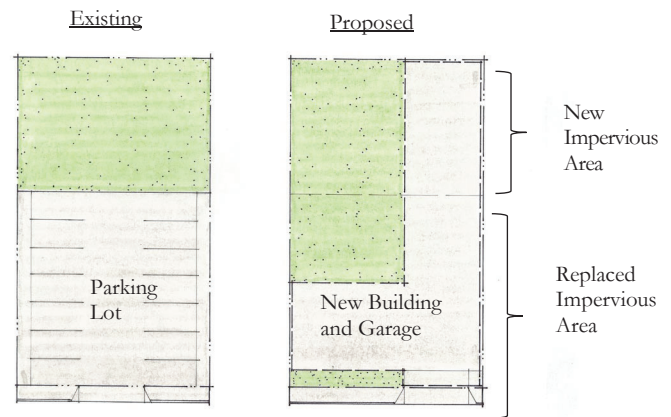 Existing
Proposed
New
Impervious
Area
Parking
Lot
New Building
and Garage
Replaced
Impervious
Area